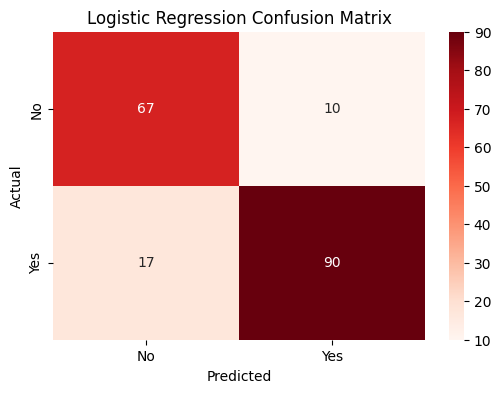 Logistic Regression Confusion Matrix
No
67
10
Actual
Yes
17
90
No
Yes
Predicted
90
80
70
60
50
40
30
20
10